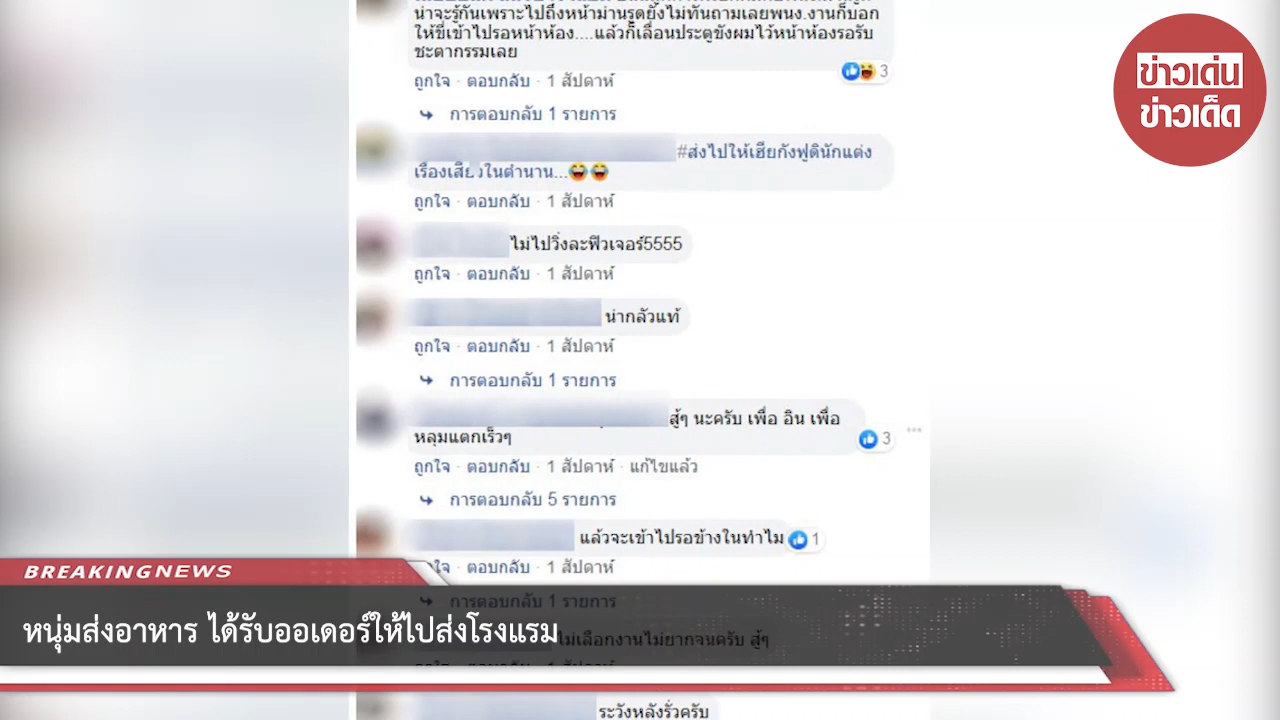 น่าจะรู้กันเพราะไปถึงหน้าม่านรูดยังไม่ทันถามเลยพนง.งานก็บอก
ให้ขี่เข้าไปรอหน้าห้อง....แล้วก็เลื่อนประตูขังผมไว้หน้าห้องรอรับ
ชะตากรรมเลย
3
ถูกใจ · ตอบกลับ · 1 สัปดาห์
การตอบกลับ 1 รายการ
ข่าวเด่น
ข่าวเด็ด
#ส่งไปให้เฮียกังฟูดินักแต่ง
เรื่องเสียวในตำนาน...😂😂
ถูกใจ · ตอบกลับ · 1 สัปดาห์
ไม่ไปวิ่งละฟิวเจอร์5555
ถูกใจ · ตอบกลับ · 1 สัปดาห์
น่ากลัวแท้
ถูกใจ · ตอบกลับ · 1 สัปดาห์
การตอบกลับ 1 รายการ
สู้ๆ นะครับ เพื่อ อิน เพื่อ
หลุมแตกเร็วๆ
3
ถูกใจ · ตอบกลับ · 1 สัปดาห์ · แก้ไขแล้ว
การตอบกลับ 5 รายการ
แล้วจะเข้าไปรอข้างในทำไม
1
ตอบกลับ · 1 สัปดาห์
การตอบกลับ 1 รายการ
BREAKINGNEWS
หนุ่มส่งอาหาร ได้รับออเดอร์ให้ไปส่งโรงแรม
ไม่เลือกงานไม่ยากจนครับ สู้ๆ
ระวังหลังรั่วครับ